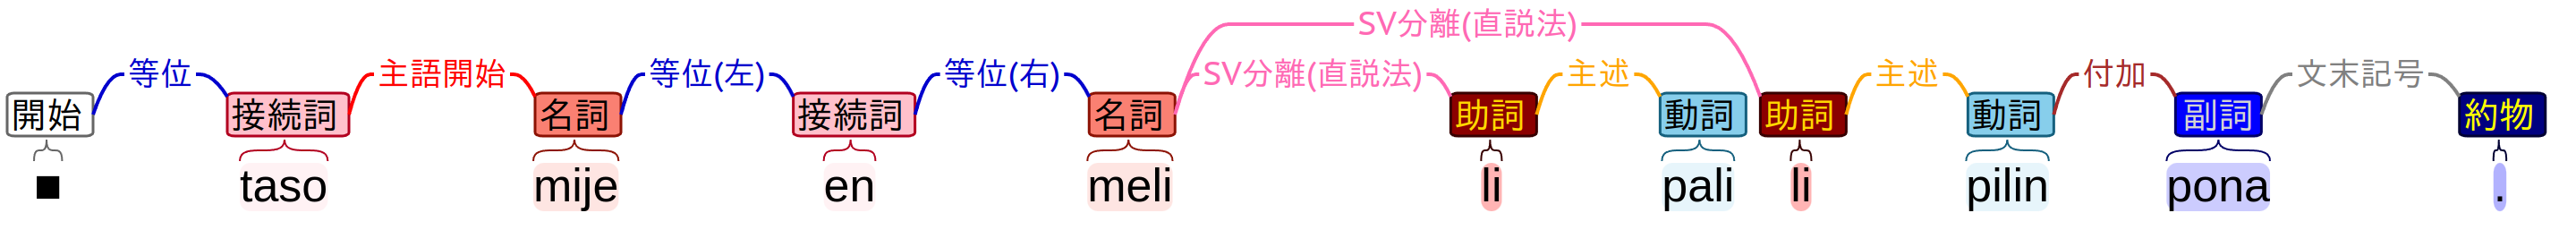 SV分離(直説法)
等位 主語開始 等位(左) 等位(右) SV分離(直説法) 主述 主述 付加 文末記号
開始 接続詞 名詞 接続詞 名詞 助詞 動詞 助詞 動詞 副詞 約物
■ taso mije en meli li pali li pilin pona .